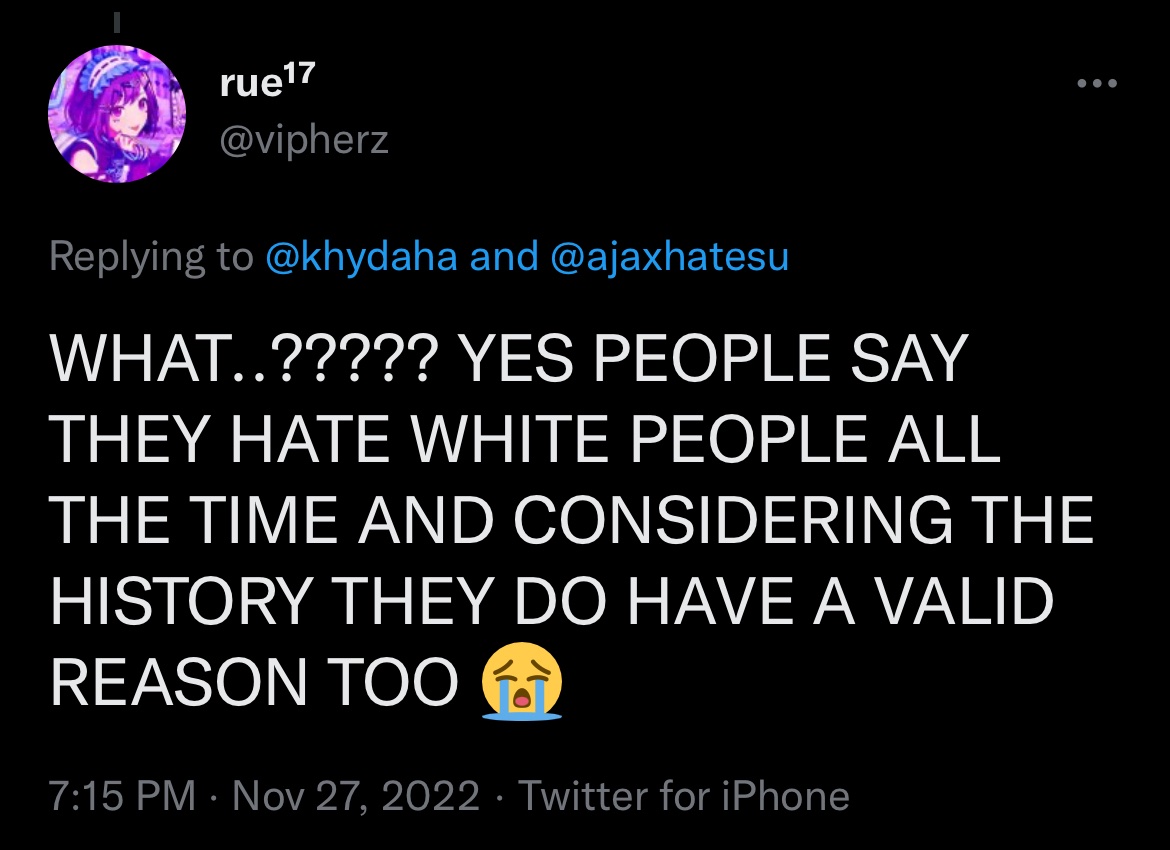 rue¹⁷
@vipherz
Replying to @khydaha and @ajaxhatesu
WHAT..????? YES PEOPLE SAY
THEY HATE WHITE PEOPLE ALL
THE TIME AND CONSIDERING THE
HISTORY THEY DO HAVE A VALID
REASON TOO 😭
7:15 PM · Nov 27, 2022 · Twitter for iPhone